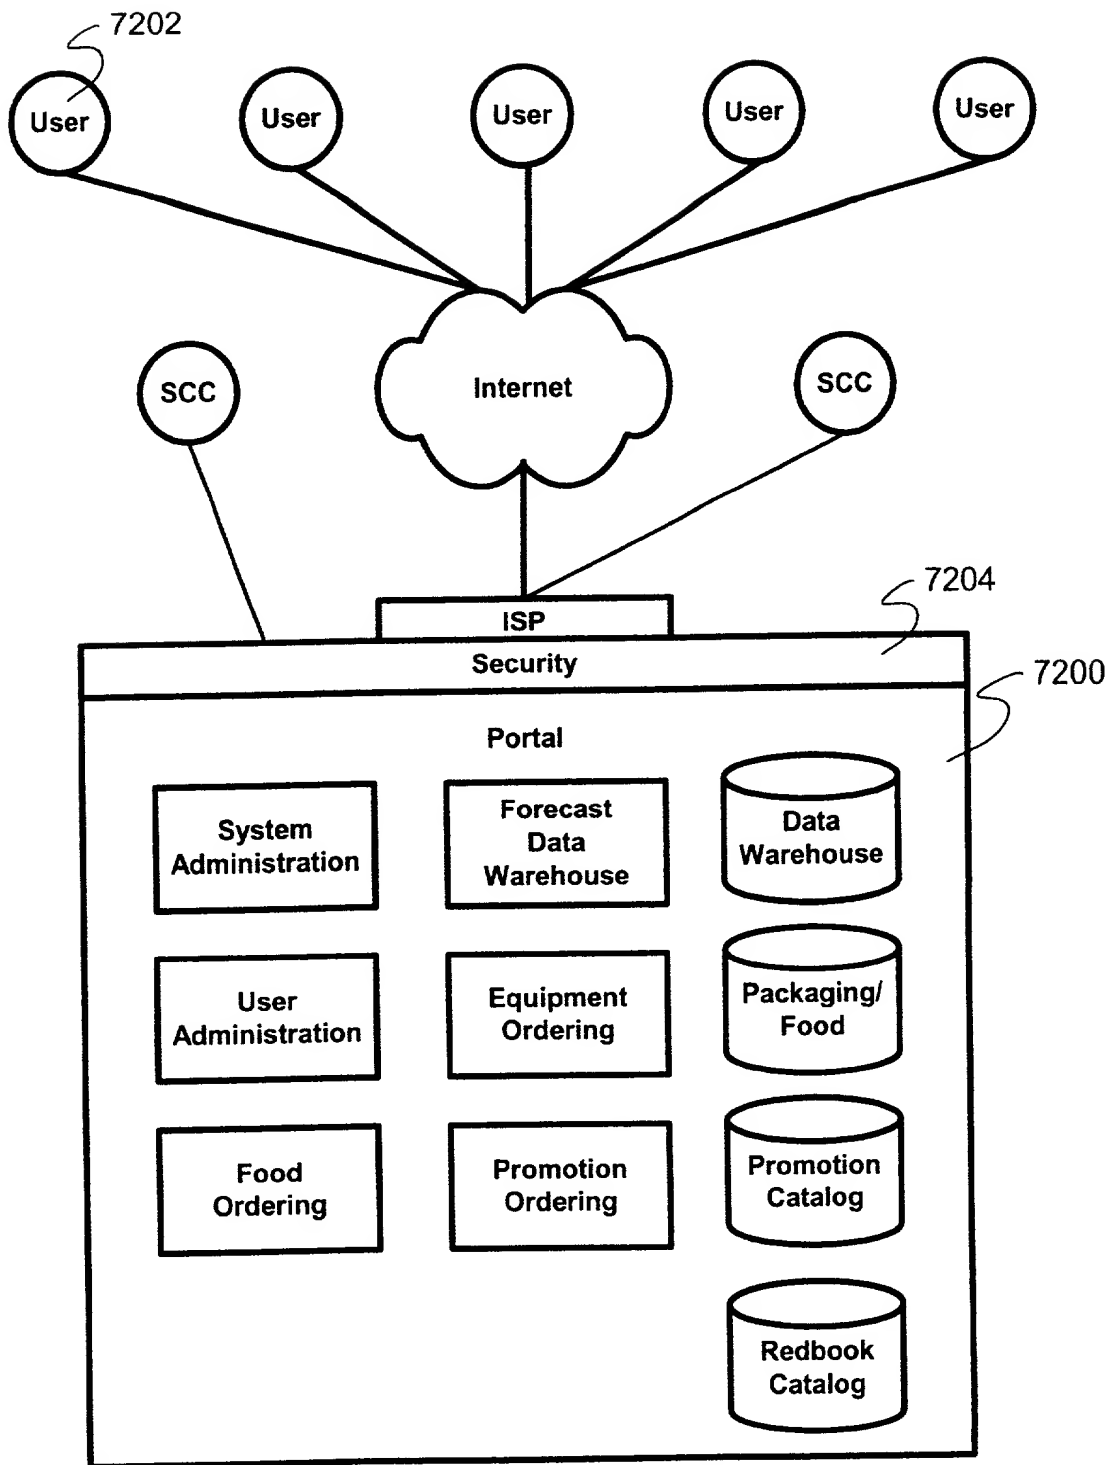 7202
User
User
User
User
User
SCC
Internet
SCC
ISP
7204
Security
7200
Portal
System
Administration
Forecast
Data
Warehouse
Data
Warehouse
User
Administration
Equipment
Ordering
Packaging/
Food
Food
Ordering
Promotion
Ordering
Promotion
Catalog
Redbook
Catalog